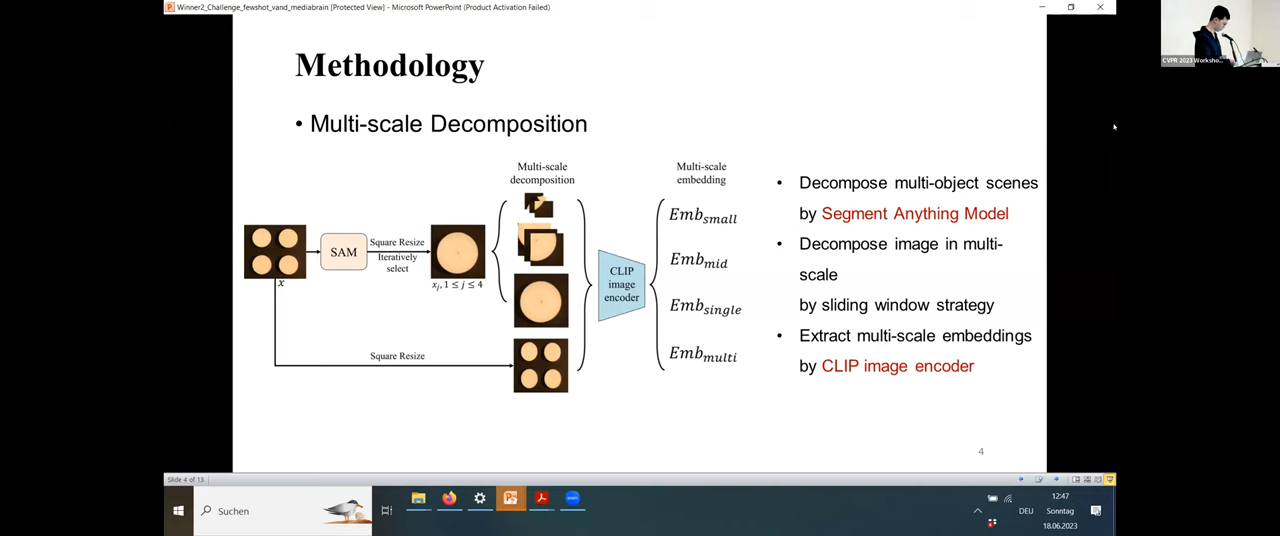 Winner2_Challenge_fewshot_vand_mediabrain [Protected View] - Microsoft PowerPoint (Product Activation Failed)
CVPR 2023 Worksho...
Methodology
• Multi-scale Decomposition
Multi-scale
decomposition
Multi-scale
embedding
x
SAM
Square Resize
Iteratively
select
x_j, 1 ≤ j ≤ 4
Square Resize
CLIP
image
encoder
Emb_small
Emb_mid
Emb_single
Emb_multi
• Decompose multi-object scenes
by Segment Anything Model
• Decompose image in multi-
scale
by sliding window strategy
• Extract multi-scale embeddings
by CLIP image encoder
4
Slide 4 of 13
Suchen
DEU
12:47
Sonntag
18.06.2023